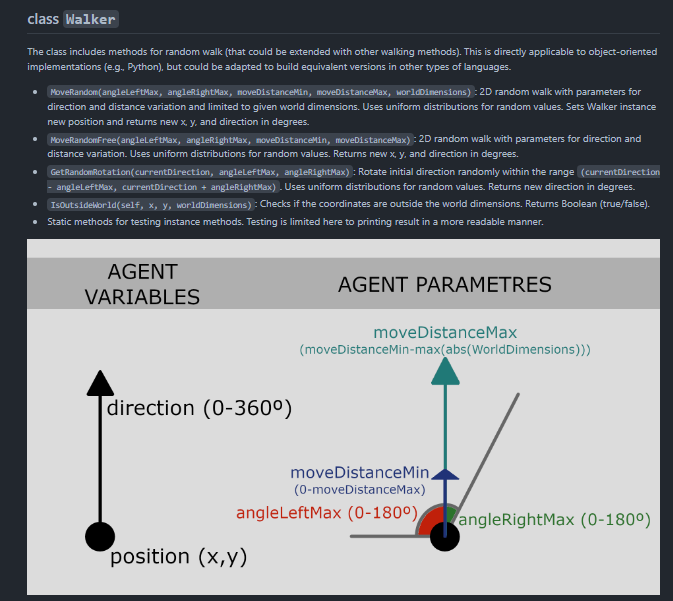 class Walker
The class includes methods for random walk (that could be extended with other walking methods). This is directly applicable to object-oriented
implementations (e.g., Python), but could be adapted to build equivalent versions in other types of languages.
MoveRandom(angleLeftMax, angleRightMax, moveDistanceMin, moveDistanceMax, worldDimensions): 2D random walk with parameters for
direction and distance variation and limited to given world dimensions. Uses uniform distributions for random values. Sets Walker instance
new position and returns new x, y, and direction in degrees.
MoveRandomFree(angleLeftMax, angleRightMax, moveDistanceMin, moveDistanceMax): 2D random walk with parameters for direction and
distance variation. Uses uniform distributions for random values. Returns new x, y, and direction in degrees.
GetRandomRotation(currentDirection, angleLeftMax, angleRightMax): Rotate initial direction randomly within the range (currentDirection
- angleLeftMax, currentDirection + angleRightMax). Uses uniform distributions for random values. Returns new direction in degrees.
IsOutsideWorld(self, x, y, worldDimensions): Checks if the coordinates are outside the world dimensions. Returns Boolean (true/false).
Static methods for testing instance methods. Testing is limited here to printing result in a more readable manner.
AGENT
VARIABLES
AGENT PARAMETRES
moveDistanceMax
(moveDistanceMin-max(abs(WorldDimensions)))
direction (0-360º)
moveDistanceMin
(0-moveDistanceMax)
angleLeftMax (0-180º)
angleRightMax (0-180º)
position (x,y)